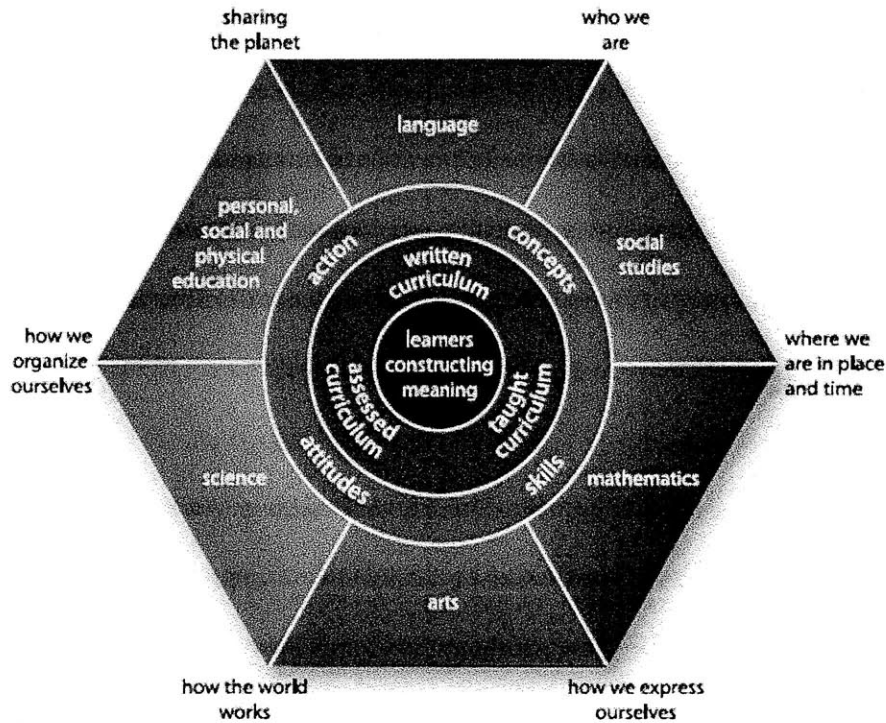 sharing
the planet
who we
are
language
personal,
social and
physical
education
social
studies
action
concepts
written
curriculum
how we
organize
ourselves
learners
constructing
meaning
where we
are in place
and time
assessed
curriculum
taught
curriculum
science
attitudes
skills
mathematics
arts
how the world
works
how we express
ourselves